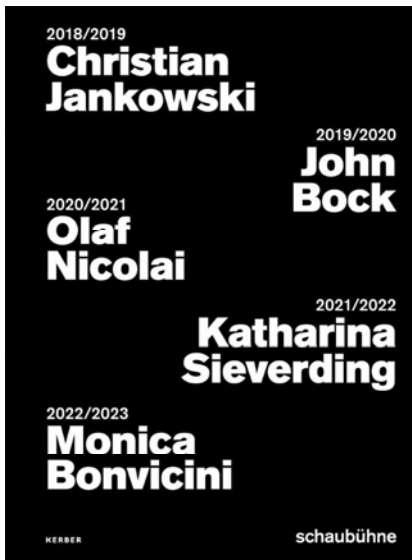 2018/2019
Christian
Jankowski
2019/2020
John
Bock
2020/2021
Olaf
Nicolai
2021/2022
Katharina
Sieverding
2022/2023
Monica
Bonvicini
KERBER
schaubühne